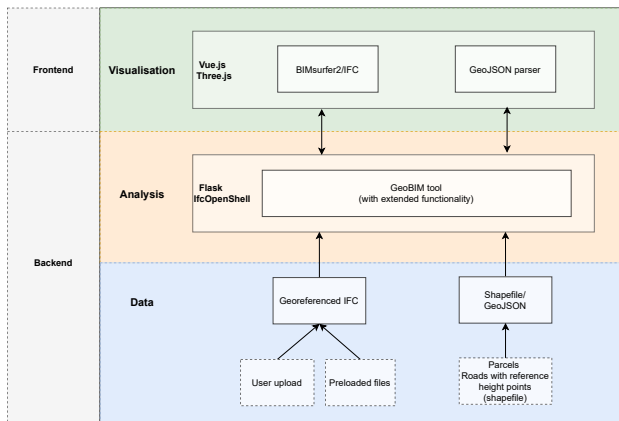 Frontend
Visualisation
Vue.js
Three.js
BIMsurfer2/IFC
GeoJSON parser
Backend
Analysis
Flask
IfcOpenShell
GeoBIM tool
(with extended functionality)
Data
Georeferenced IFC
Shapefile/
GeoJSON
User upload
Preloaded files
Parcels
Roads with reference
height points
(shapefile)